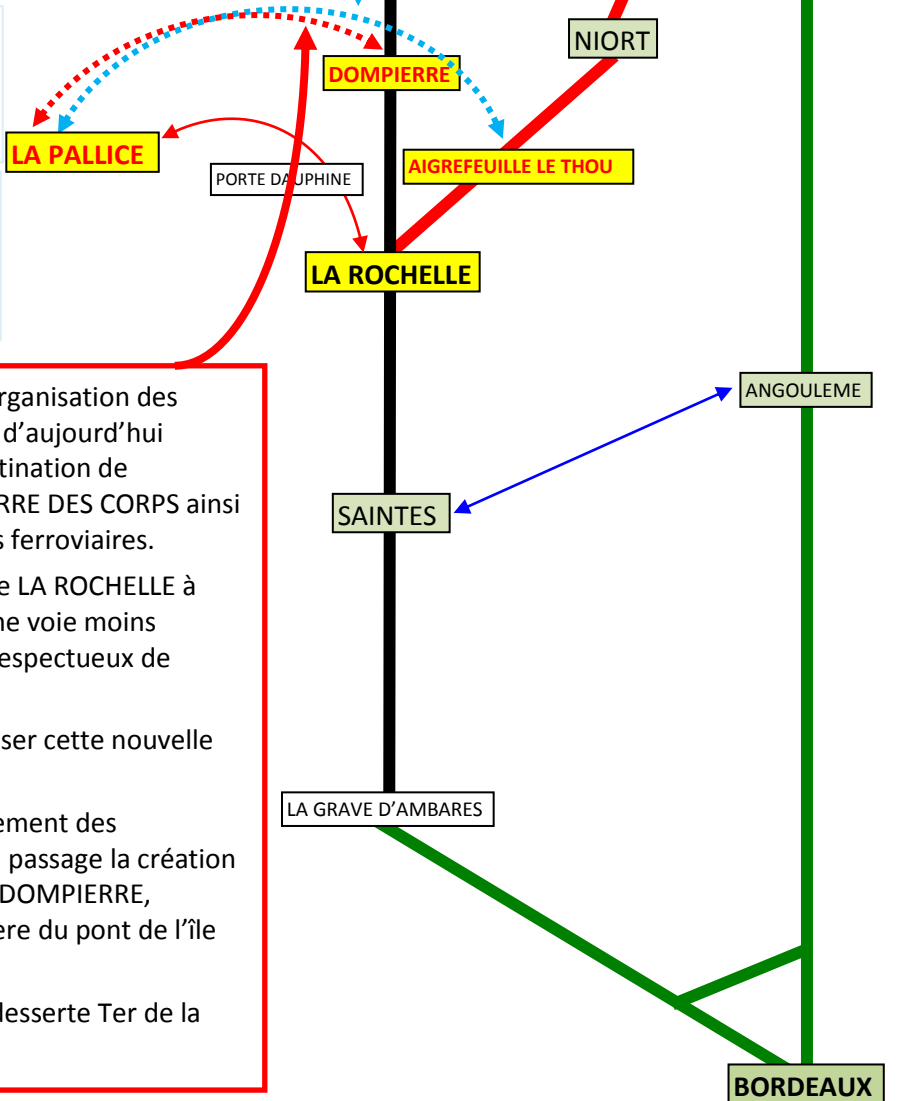 NIORT
DOMPIERRE
LA PALLICE
AIGREFEUILLE LE THOU
PORTE DAUPHINE
LA ROCHELLE
ANGOULEME
SAINTES
rganisation des
d’aujourd’hui
tination de
ERRE DES CORPS ainsi
s ferroviaires.
e LA ROCHELLE à
ne voie moins
espectueux de
ser cette nouvelle
LA GRAVE D’AMBARES
ement des
passage la création
DOMPIERRE,
ere du pont de l’île
desserte Ter de la
BORDEAUX